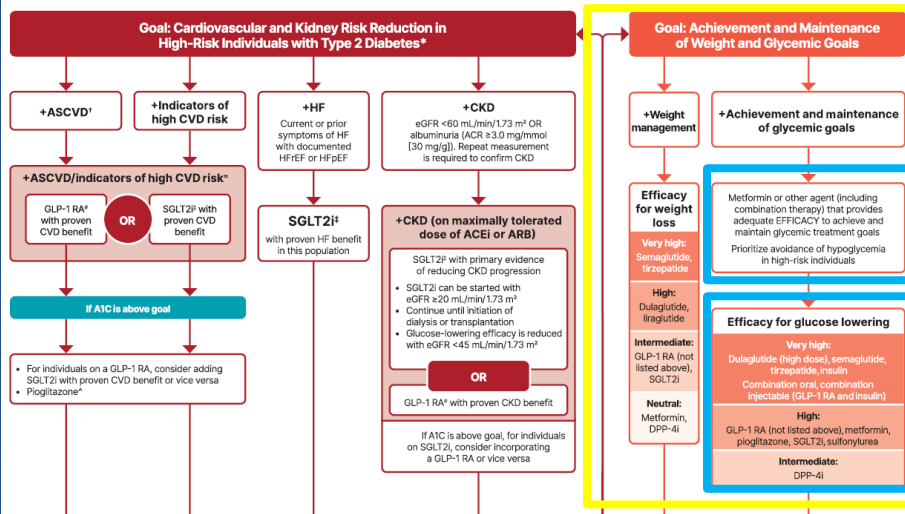 Goal: Cardiovascular and Kidney Risk Reduction in
High-Risk Individuals with Type 2 Diabetes*
+ASCVD†
+Indicators of
high CVD risk
+ASCVD/indicators of high CVD risk¤
GLP-1 RA#
with proven
CVD benefit
OR
SGLT2i‡ with
proven CVD
benefit
If A1C is above goal
• For individuals on a GLP-1 RA, consider adding
SGLT2i with proven CVD benefit or vice versa
• Pioglitazone^
+HF
Current or prior
symptoms of HF
with documented
HFrEF or HFpEF
SGLT2i‡
with proven HF benefit
in this population
+CKD
eGFR <60 mL/min/1.73 m² OR
albuminuria (ACR ≥3.0 mg/mmol
[30 mg/g]). Repeat measurement
is required to confirm CKD
+CKD (on maximally tolerated
dose of ACEi or ARB)
SGLT2i‡ with primary evidence
of reducing CKD progression
• SGLT2i can be started with
eGFR ≥20 mL/min/1.73 m²
• Continue until initiation of
dialysis or transplantation
• Glucose-lowering efficacy is reduced
with eGFR <45 mL/min/1.73 m²
OR
GLP-1 RA# with proven CKD benefit
If A1C is above goal, for individuals
on SGLT2i, consider incorporating
a GLP-1 RA or vice versa
Goal: Achievement and Maintenance
of Weight and Glycemic Goals
+Weight
management
Efficacy
for weight
loss
Very high:
Semaglutide,
tirzepatide
High:
Dulaglutide,
liraglutide
Intermediate:
GLP-1 RA (not
listed above),
SGLT2i
Neutral:
Metformin,
DPP-4i
+Achievement and maintenance
of glycemic goals
Metformin or other agent (including
combination therapy) that provides
adequate EFFICACY to achieve and
maintain glycemic treatment goals
Prioritize avoidance of hypoglycemia
in high-risk individuals
Efficacy for glucose lowering
Very high:
Dulaglutide (high dose), semaglutide,
tirzepatide, insulin
Combination oral, combination
injectable (GLP-1 RA and insulin)
High:
GLP-1 RA (not listed above), metformin,
pioglitazone, SGLT2i, sulfonylurea
Intermediate:
DPP-4i